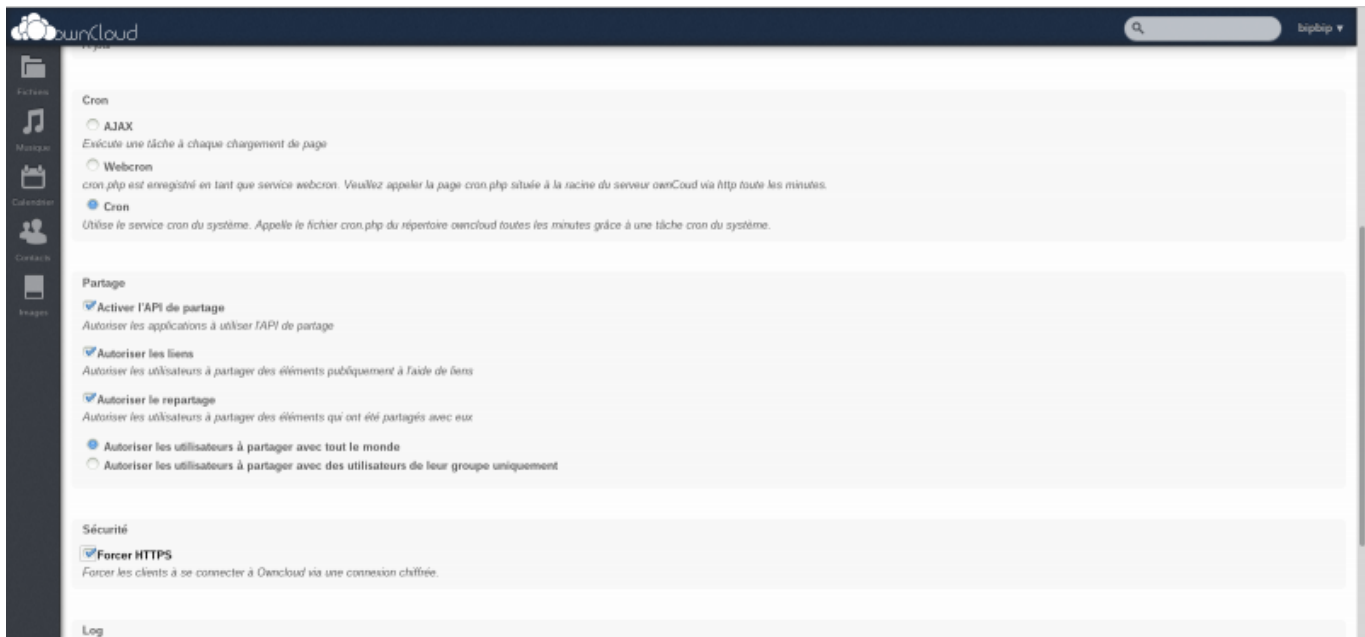 ownCloud
bipbip ▼
Fichiers
Musique
Calendrier
Contacts
Images
Cron
AJAX
Exécute une tâche à chaque chargement de page
Webcron
cron.php est enregistré en tant que service webcron. Veuillez appeler la page cron.php située à la racine du serveur ownCoud via http toute les minutes.
Cron
Utilise le service cron du système. Appelle le fichier cron.php du répertoire owncloud toutes les minutes grâce à une tâche cron du système.
Partage
Activer l'API de partage
Autoriser les applications à utiliser l'API de partage
Autoriser les liens
Autoriser les utilisateurs à partager des éléments publiquement à l'aide de liens
Autoriser le repartage
Autoriser les utilisateurs à partager des éléments qui ont été partagés avec eux
Autoriser les utilisateurs à partager avec tout le monde
Autoriser les utilisateurs à partager avec des utilisateurs de leur groupe uniquement
Sécurité
Forcer HTTPS
Forcer les clients à se connecter à Owncloud via une connexion chiffrée.
Log